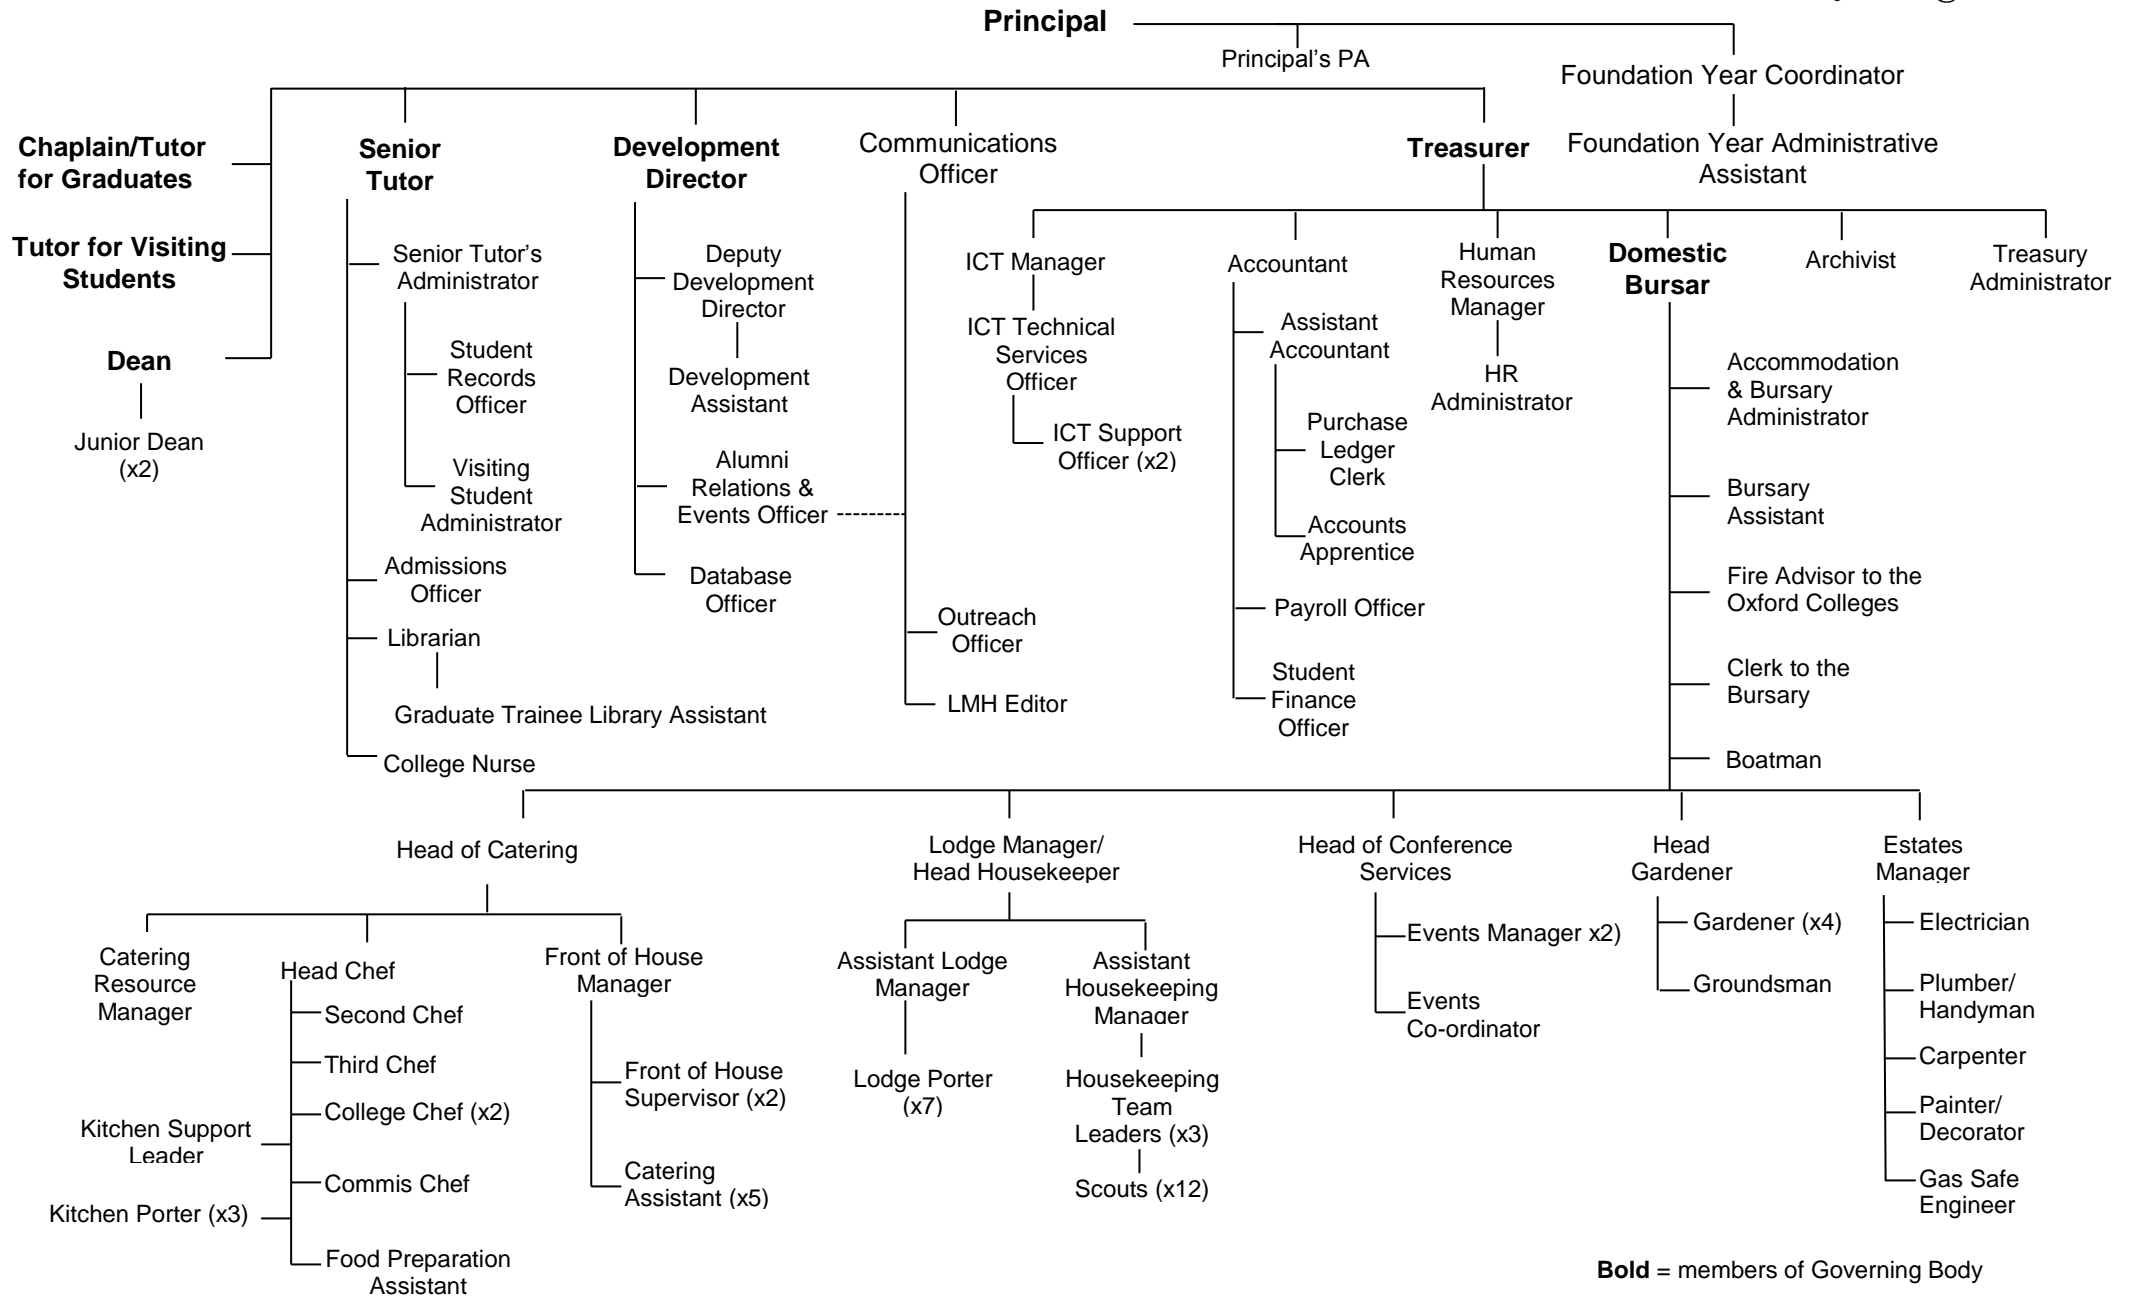 Principal
Principal’s PA
Foundation Year Coordinator
Foundation Year Administrative
Assistant
Chaplain/Tutor
for Graduates
Tutor for Visiting
Students
Dean
Junior Dean
(x2)
Senior
Tutor
Senior Tutor’s
Administrator
Student
Records
Officer
Visiting
Student
Administrator
Admissions
Officer
Librarian
Graduate Trainee Library Assistant
College Nurse
Development
Director
Deputy
Development
Director
Development
Assistant
Alumni
Relations &
Events Officer
Database
Officer
Communications
Officer
Outreach
Officer
LMH Editor
Treasurer
ICT Manager
ICT Technical
Services
Officer
ICT Support
Officer (x2)
Accountant
Assistant
Accountant
Purchase
Ledger
Clerk
Accounts
Apprentice
Payroll Officer
Student
Finance
Officer
Human
Resources
Manager
HR
Administrator
Domestic
Bursar
Accommodation
& Bursary
Administrator
Bursary
Assistant
Fire Advisor to the
Oxford Colleges
Clerk to the
Bursary
Boatman
Archivist
Treasury
Administrator
Head of Catering
Catering
Resource
Manager
Head Chef
Second Chef
Third Chef
College Chef (x2)
Kitchen Support
Leader
Commis Chef
Kitchen Porter (x3)
Food Preparation
Assistant
Front of House
Manager
Front of House
Supervisor (x2)
Catering
Assistant (x5)
Lodge Manager/
Head Housekeeper
Assistant Lodge
Manager
Lodge Porter
(x7)
Assistant
Housekeeping
Manager
Housekeeping
Team
Leaders (x3)
Scouts (x12)
Head of Conference
Services
Events Manager x2)
Events
Co-ordinator
Head
Gardener
Gardener (x4)
Groundsman
Estates
Manager
Electrician
Plumber/
Handyman
Carpenter
Painter/
Decorator
Gas Safe
Engineer
Bold = members of Governing Body